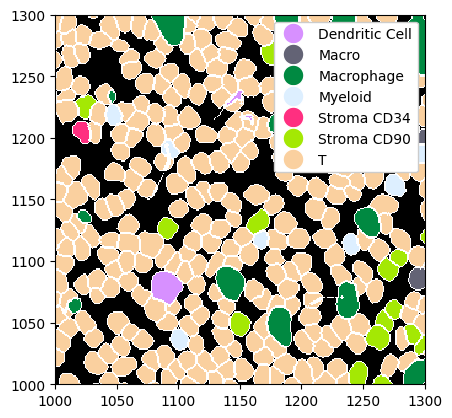 1300
1250
1200
1150
1100
1050
1000
1000 1050 1100 1150 1200 1250 1300
Dendritic Cell
Macro
Macrophage
Myeloid
Stroma CD34
Stroma CD90
T